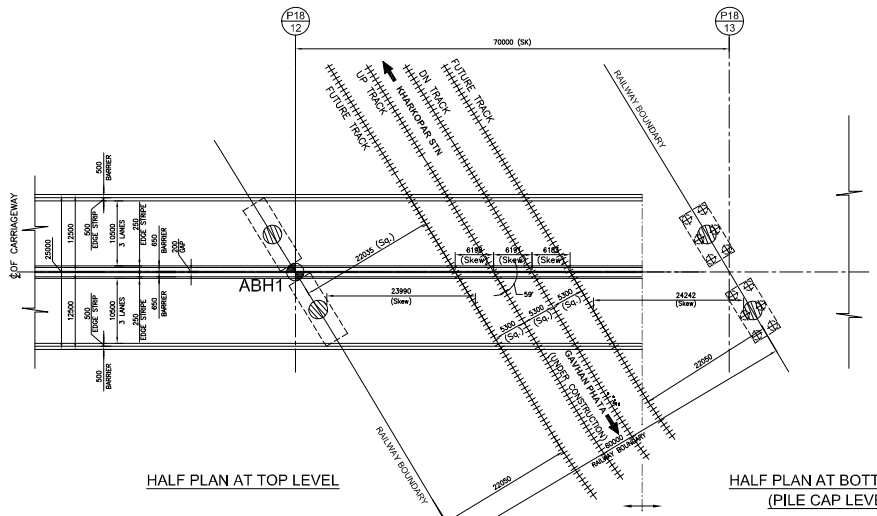 P18
12
P18
13
70000 (SK)
FUTURE TRACK
UP TRACK
KHARKOPAR STN
DN TRACK
FUTURE TRACK
RAILWAY BOUNDARY
500
BARRIER
℄OF CARRIAGEWAY
25000
12500
500
EDGE STRIP
10500
3 LANES
250
EDGE STRIPE
650
BARRIER
200
GAP
12500
500
EDGE STRIP
10500
3 LANES
250
EDGE STRIPE
650
BARRIER
500
BARRIER
ABH1
22035 (Sq.)
(Skew)
6191
(Skew)
(Skew)
59°
23990
(Skew)
24242
(Skew)
5300
(Sq.)
5300
(Sq.)
5300
(Sq.)
GAVHAN PHATA
(UNDER CONSTRUCTION)
22050
60000
RAILWAY BOUNDARY
22050
RAILWAY BOUNDARY
HALF PLAN AT TOP LEVEL
HALF PLAN AT BOTT
(PILE CAP LEVE